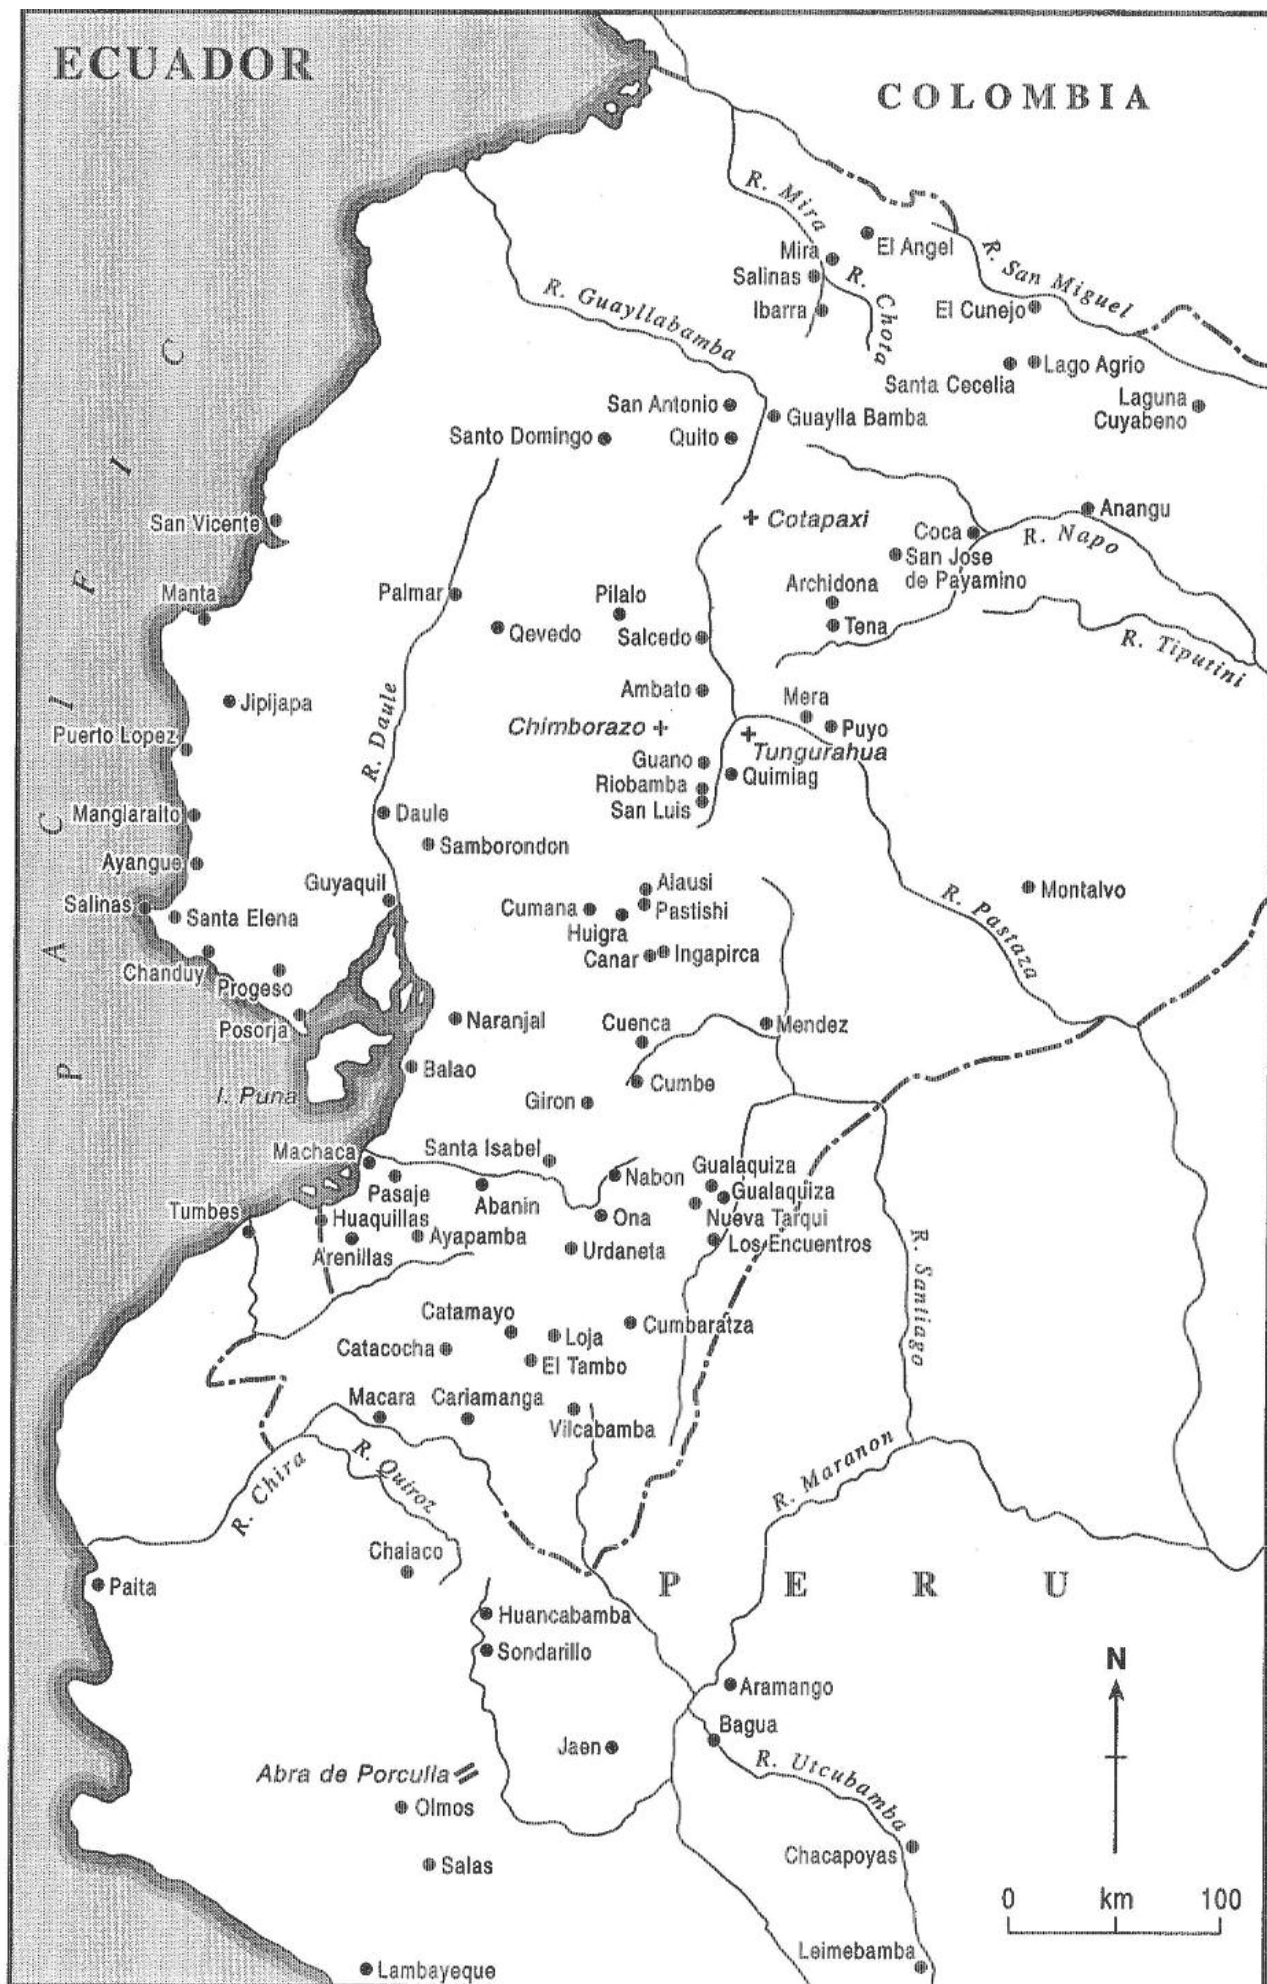 ECUADOR
COLOMBIA
PACIFIC
R. Mira
El Angel
Mira
Salinas
R. Chota
Ibarra
R. San Miguel
El Cunejo
R. Guayllabamba
Santa Cecelia
Lago Agrio
Laguna
Cuyabeno
San Antonio
Guaylla Bamba
Santo Domingo
Quito
San Vicente
Cotapaxi
Anangu
Coca
R. Napo
San Jose
de Payamino
Manta
Palmar
Pilalo
Archidona
Qevedo
Salcedo
Tena
R. Tiputini
Jipijapa
R. Daule
Ambato
Mera
Puerto Lopez
Chimborazo
Puyo
Tungurahua
Guano
Quimiag
Riobamba
San Luis
Manglaralto
Daule
Samborondon
Ayangue
Guyaquil
Alausi
Montalvo
Salinas
Santa Elena
Cumana
Pastishi
R. Pastaza
Huigra
Canar
Ingapirca
Chanduy
Progeso
Posorja
Naranjal
Cuenca
Mendez
Balao
Cumbe
I. Puna
Giron
Machaca
Santa Isabel
Nabon
Gualaquiza
Gualaquiza
Pasaje
Abanin
Tumbes
Huaquillas
Ona
Nueva Tarqui
Arenillas
Ayapamba
Urdaneta
Los Encuentros
R. Santiago
Catamayo
Loja
Cumbaratza
Catacocha
El Tambo
Macara
Cariamanga
Vilcabamba
R. Chira
R. Quiroz
R. Maranon
Chalaco
Paita
PERU
Huancabamba
Sondarillo
N
Aramango
Bagua
Jaen
R. Utcubamba
Abra de Porculla
Olmos
Salas
Chacapoyas
0 km 100
Leimebamba
Lambayeque